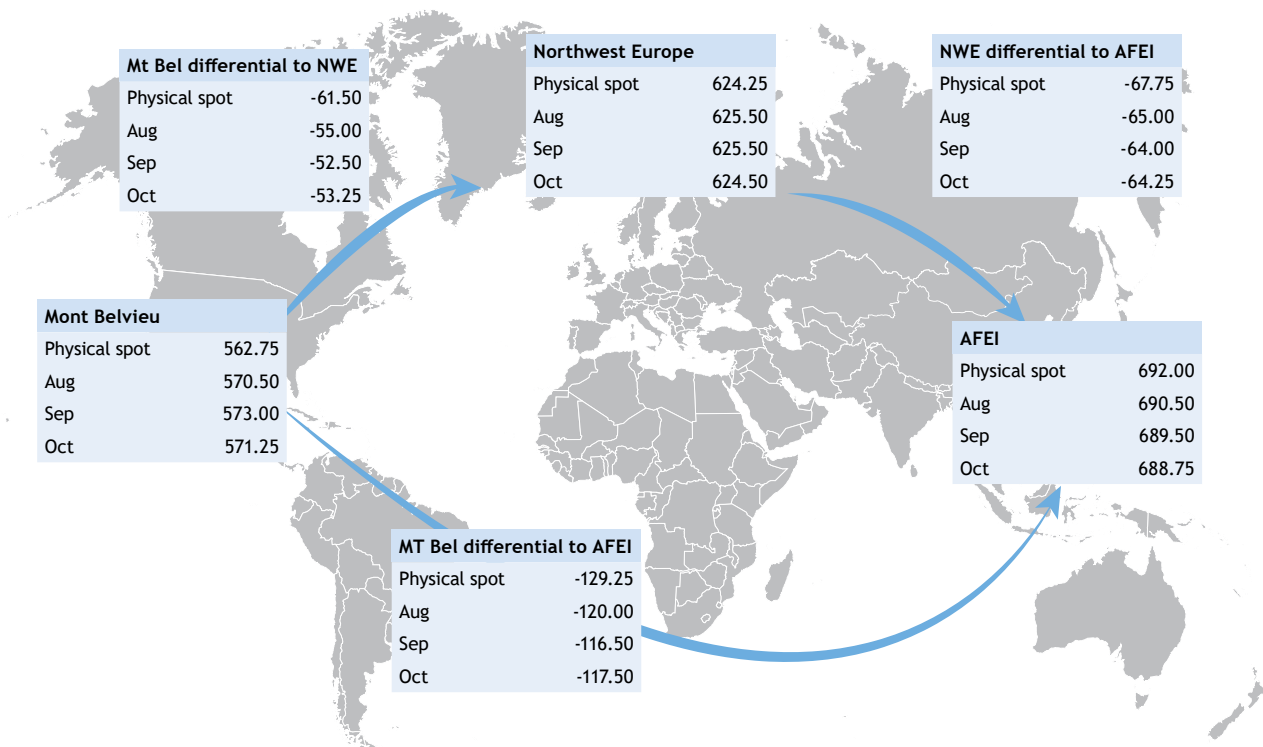 Mt Bel differential to NWE
Physical spot -61.50
Aug -55.00
Sep -52.50
Oct -53.25
Northwest Europe
Physical spot 624.25
Aug 625.50
Sep 625.50
Oct 624.50
NWE differential to AFEI
Physical spot -67.75
Aug -65.00
Sep -64.00
Oct -64.25
Mont Belvieu
Physical spot 562.75
Aug 570.50
Sep 573.00
Oct 571.25
AFEI
Physical spot 692.00
Aug 690.50
Sep 689.50
Oct 688.75
MT Bel differential to AFEI
Physical spot -129.25
Aug -120.00
Sep -116.50
Oct -117.50